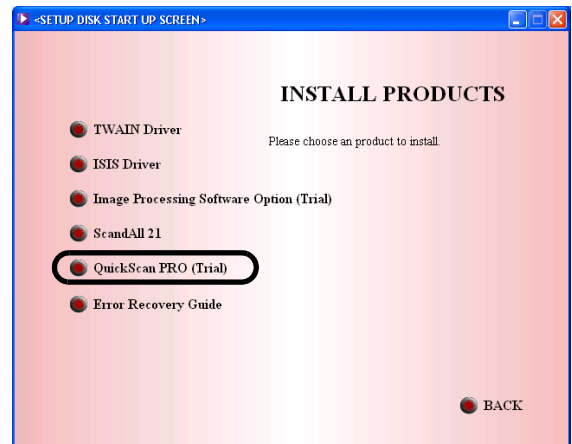 <SETUP DISK START UP SCREEN>
INSTALL PRODUCTS
Please choose an product to install.
TWAIN Driver
ISIS Driver
Image Processing Software Option (Trial)
ScandAll 21
QuickScan PRO (Trial)
Error Recovery Guide
BACK